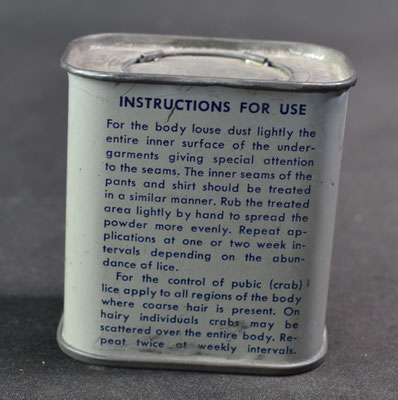 INSTRUCTIONS FOR USE
For the body louse dust lightly the
entire inner surface of the under-
garments giving special attention
to the seams. The inner seams of the
pants and shirt should be treated
in a similar manner. Rub the treated
area lightly by hand to spread the
powder more evenly. Repeat ap-
plications at one or two week in-
tervals depending on the abun-
dance of lice.
For the control of pubic (crab)
lice apply to all regions of the body
where coarse hair is present. On
hairy individuals crabs may be
scattered over the entire body. Re-
peat twice at weekly intervals.